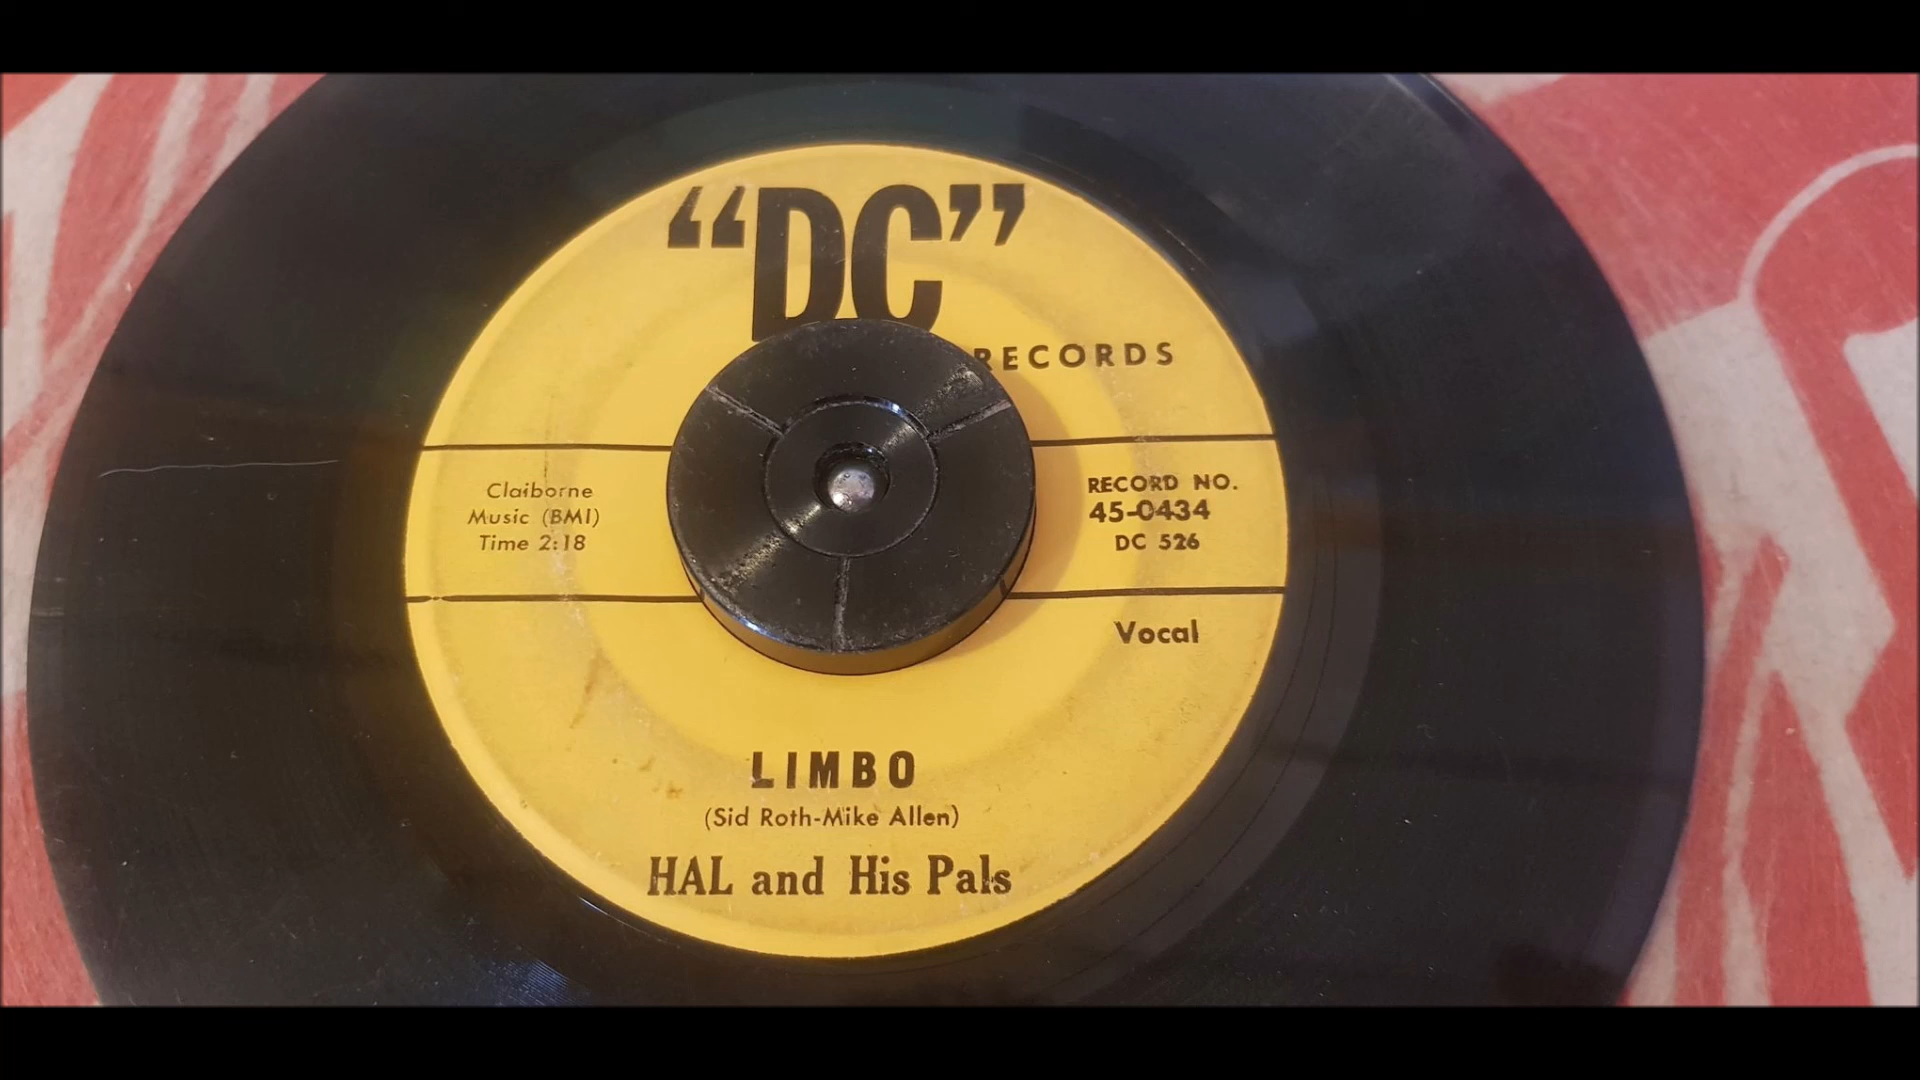 “DC”
RECORDS
Claiborne
Music (BMI)
Time 2:18
RECORD NO.
45-0434
DC 526
Vocal
LIMBO
(Sid Roth-Mike Allen)
HAL and His Pals